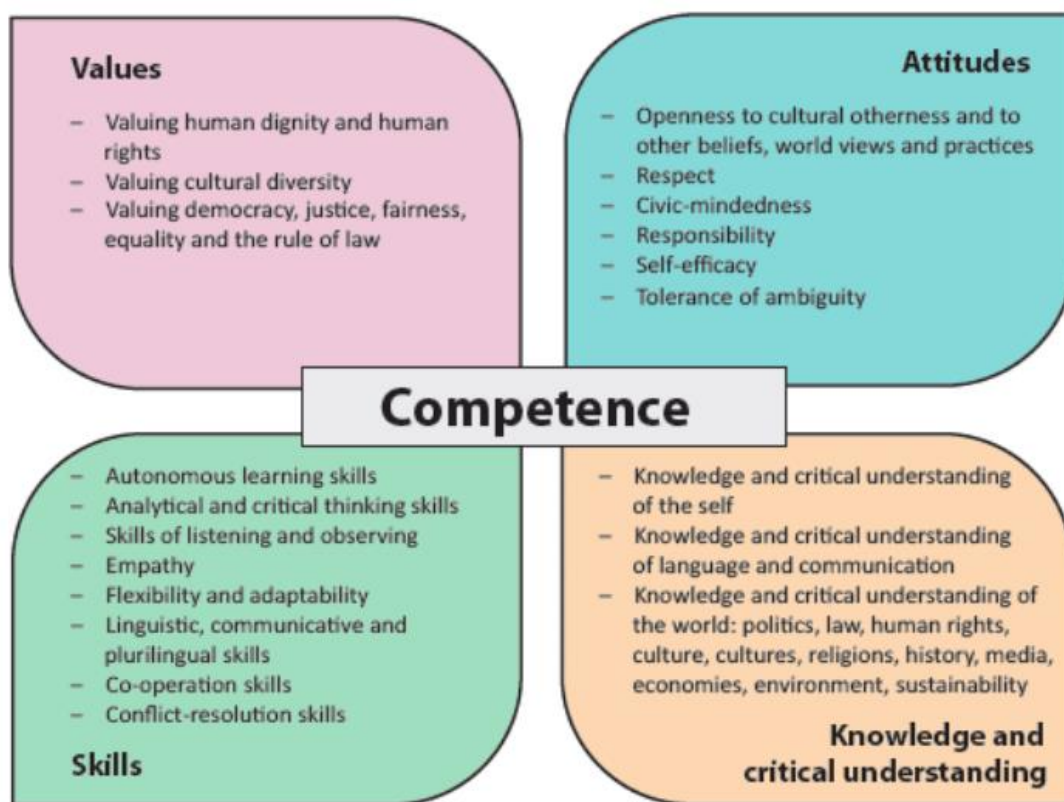 Values
– Valuing human dignity and human
rights
– Valuing cultural diversity
– Valuing democracy, justice, fairness,
equality and the rule of law
Attitudes
– Openness to cultural otherness and to
other beliefs, world views and practices
– Respect
– Civic-mindedness
– Responsibility
– Self-efficacy
– Tolerance of ambiguity
Competence
– Autonomous learning skills
– Analytical and critical thinking skills
– Skills of listening and observing
– Empathy
– Flexibility and adaptability
– Linguistic, communicative and
plurilingual skills
– Co-operation skills
– Conflict-resolution skills
Skills
– Knowledge and critical understanding
of the self
– Knowledge and critical understanding
of language and communication
– Knowledge and critical understanding of
the world: politics, law, human rights,
culture, cultures, religions, history, media,
economies, environment, sustainability
Knowledge and
critical understanding